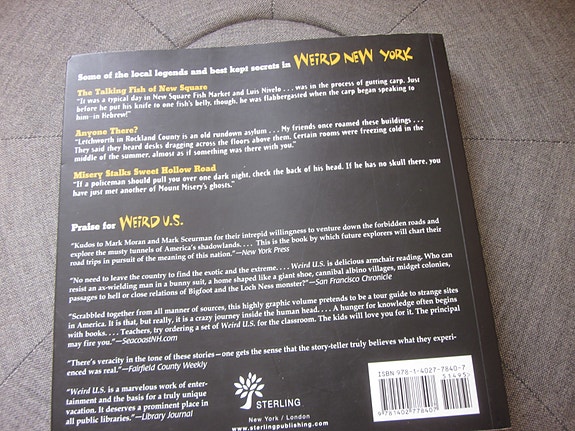 Some of the local legends and best kept secrets in WEIRD NEW YORK
The Talking Fish of New Square
"It was a typical day in New Square Fish Market and Luis Nivelo . . . was in the process of gutting carp. Just
before he put his knife to one fish's belly, though, he was flabbergasted when the carp began speaking to
him—in Hebrew!"
Anyone There?
"Letchworth in Rockland County is an old rundown asylum . . . My friends once roamed these buildings . . .
They said they heard desks dragging across the floors above them. Certain rooms were freezing cold in the
middle of the summer, almost as if something was there with you."
Misery Stalks Sweet Hollow Road
"If a policeman should pull you over one dark night, check the back of his head. If he has no skull there, you
have just met another of Mount Misery's ghosts."
Praise for WEIRD U.S.
"Kudos to Mark Moran and Mark Sceurman for their intrepid willingness to venture down the forbidden roads and
explore the musty tunnels of America's shadowlands. . . . This is the book by which future explorers will chart their
road trips in pursuit of the meaning of this nation."—New York Press
"No need to leave the country to find the exotic and the extreme. . . . Weird U.S. is delicious armchair reading. Who can
resist an ax-wielding man in a bunny suit, a home shaped like a giant shoe, cannibal albino villages, midget colonies,
passages to hell or close relations of Bigfoot and the Loch Ness monster?"—San Francisco Chronicle
"Scrabbled together from all manner of sources, this highly graphic volume pretends to be a tour guide to strange sites
in America. It is that, but really, it is a crazy journey inside the human head. . . . A hunger for knowledge often begins
with books. . . . Teachers, try ordering a set of Weird U.S. for the classroom. The kids will love you for it. The principal
may fire you."—SeacoastNH.com
"There's veracity in the tone of these stories—one gets the sense that the story-teller truly believes what they experi-
enced was real."—Fairfield County Weekly
"Weird U.S. is a marvelous work of enter-
tainment and the basis for a truly unique
vacation. It deserves a prominent place in
all public libraries."—Library Journal
STERLING
New York / London
www.sterlingpublishing.com
ISBN 978-1-4027-7840-7
51495
9 781402 778407